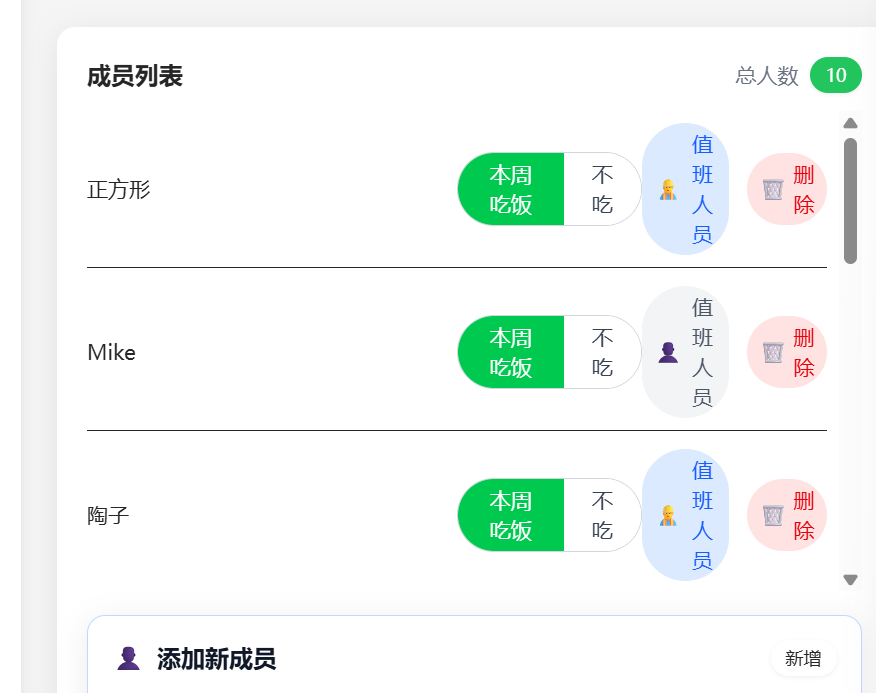 成员列表
总人数 10
正方形
本周
吃饭
不
吃
值
班
人
员
删
除
Mike
本周
吃饭
不
吃
值
班
人
员
删
除
陶子
本周
吃饭
不
吃
值
班
人
员
删
除
添加新成员
新增